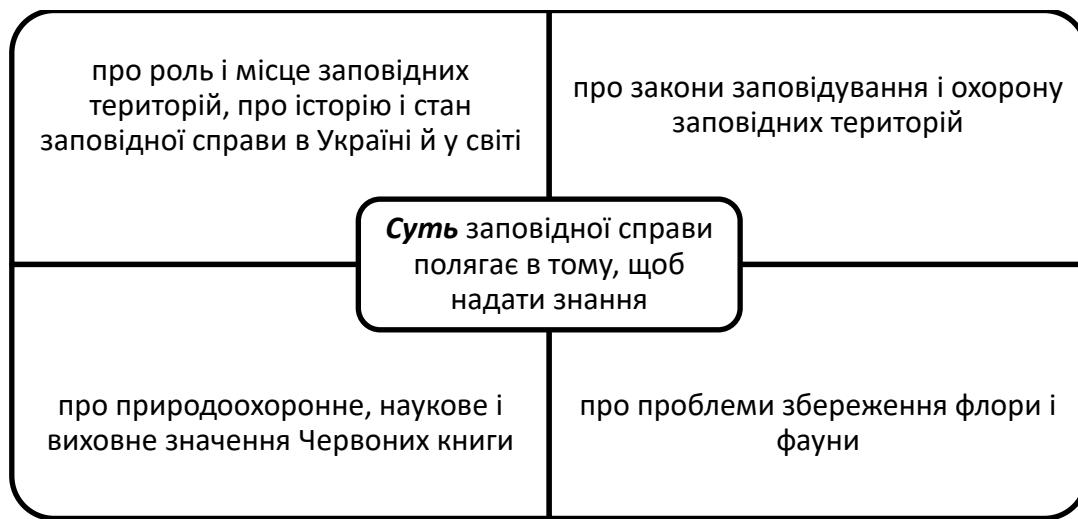 про роль і місце заповідних
територій, про історію і стан
заповідної справи в Україні й у світі
про закони заповідування і охорону
заповідних територій
Суть заповідної справи
полягає в тому, щоб
надати знання
про природоохоронне, наукове і
виховне значення Червоних книги
про проблеми збереження флори і
фауни